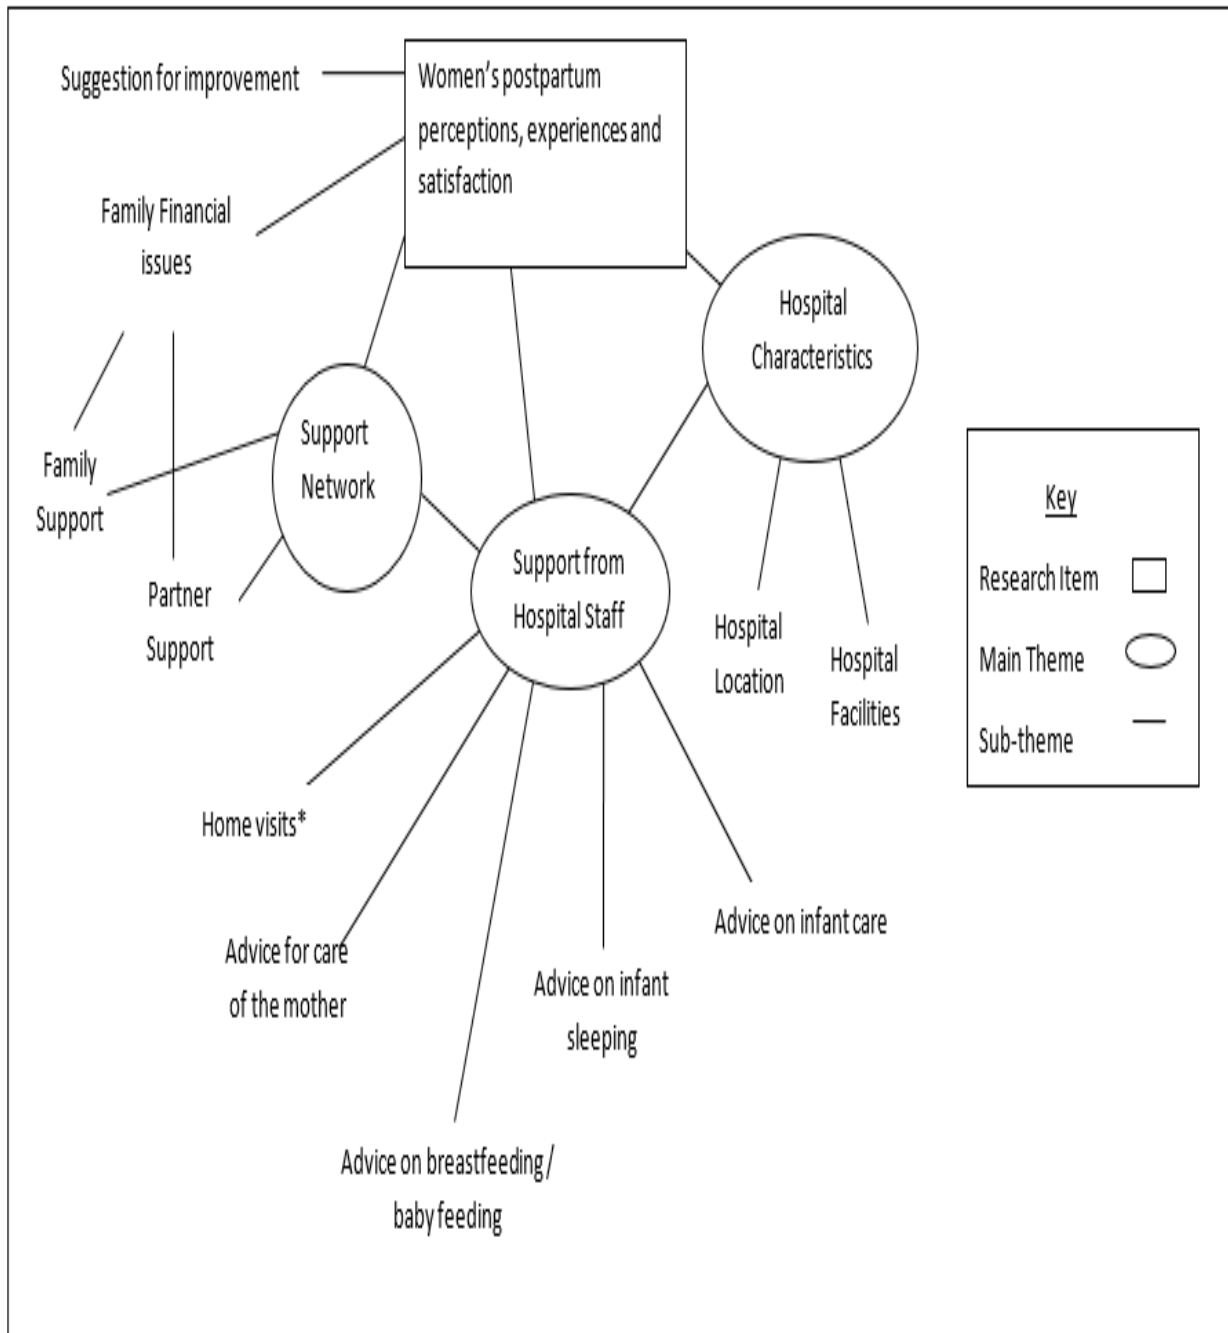 Suggestion for improvement
Women's postpartum
perceptions, experiences and
satisfaction
Family Financial
issues
Hospital
Characteristics
Support
Network
Family
Support
Partner
Support
Support from
Hospital Staff
Hospital
Location
Hospital
Facilities
Key
Research Item
Main Theme
Sub-theme
Home visits*
Advice for care
of the mother
Advice on infant
sleeping
Advice on infant care
Advice on breastfeeding /
baby feeding